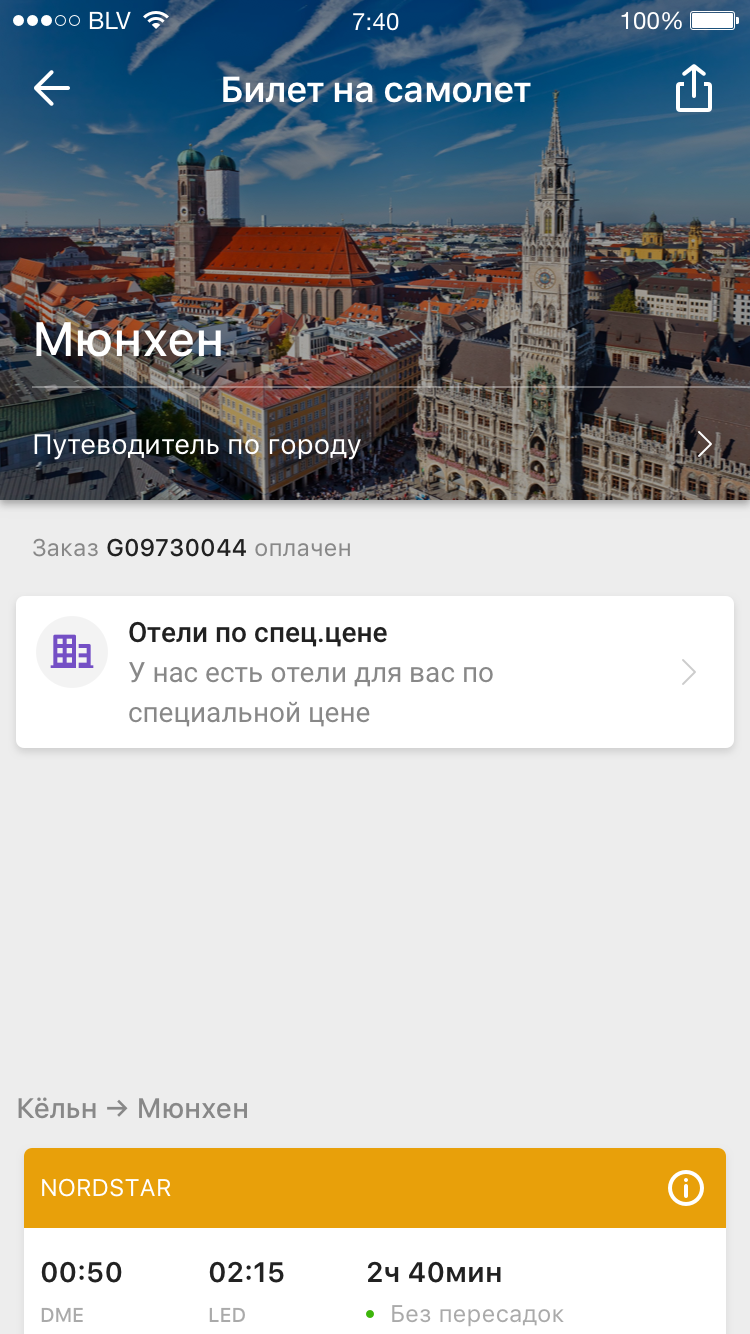 BLV 7:40 100%
Билет на самолет
Мюнхен
Путеводитель по городу
Заказ G09730044 оплачен
Отели по спец.цене
У нас есть отели для вас по
специальной цене
Кёльн → Мюнхен
NORDSTAR
00:50 02:15 2ч 40мин
DME LED Без пересадок